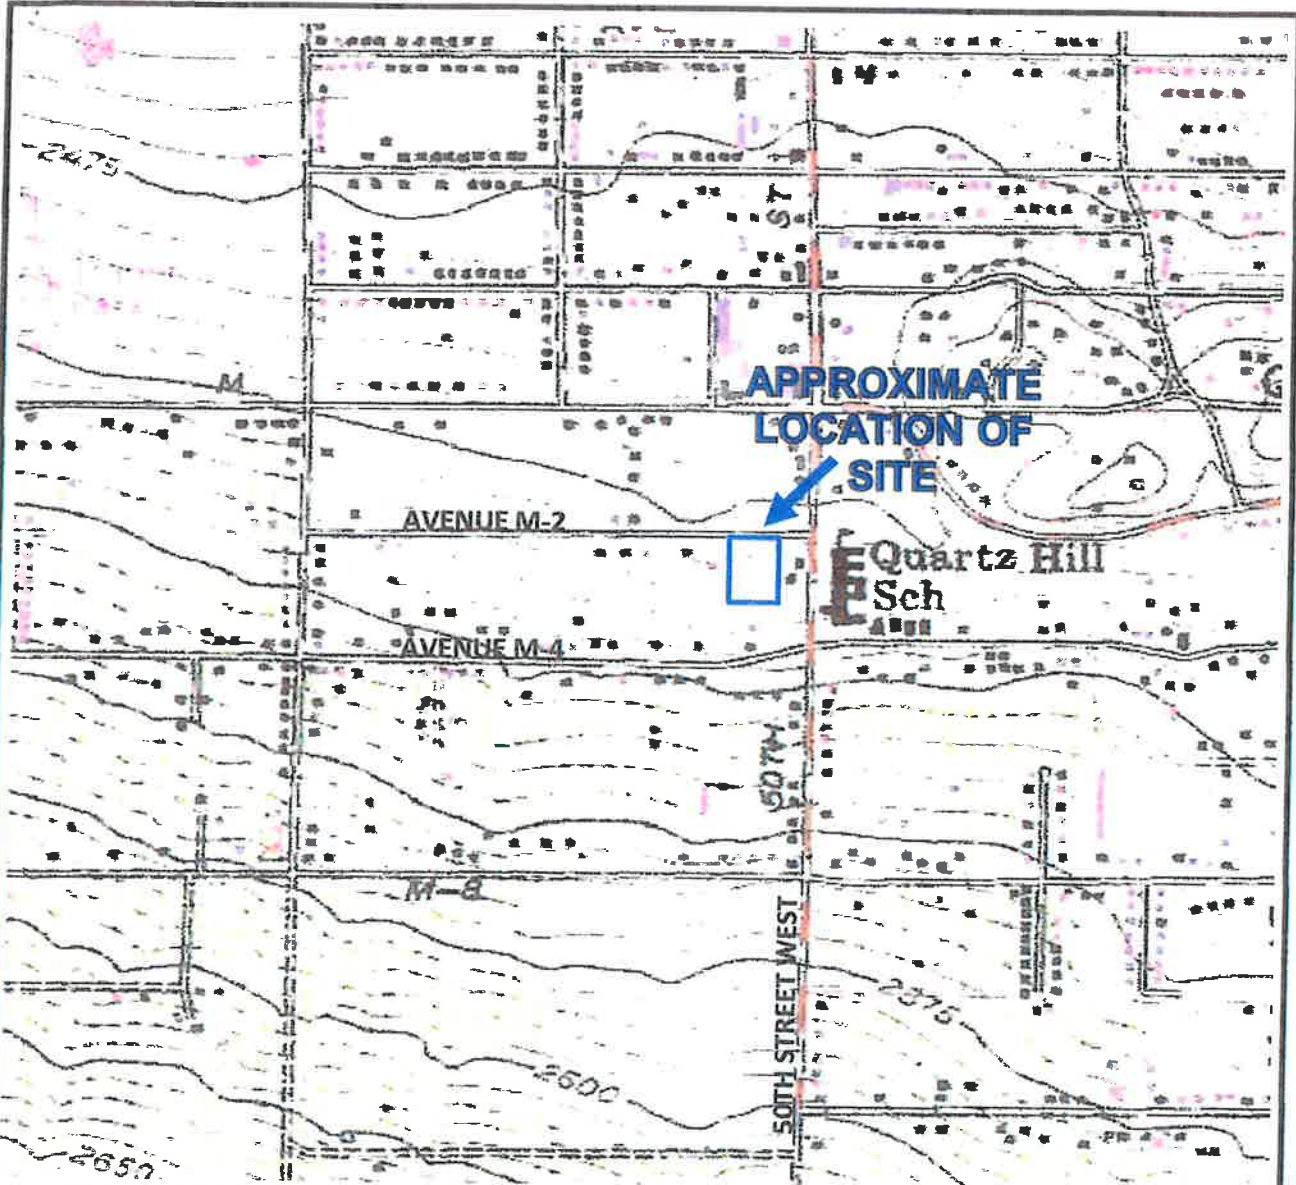 2475
ST
M
APPROXIMATE
LOCATION OF
SITE
AVENUE M-2
Quartz Hill
Sch
AVENUE M-4
50TH
M-8
50TH STREET WEST
2575
2600
2650